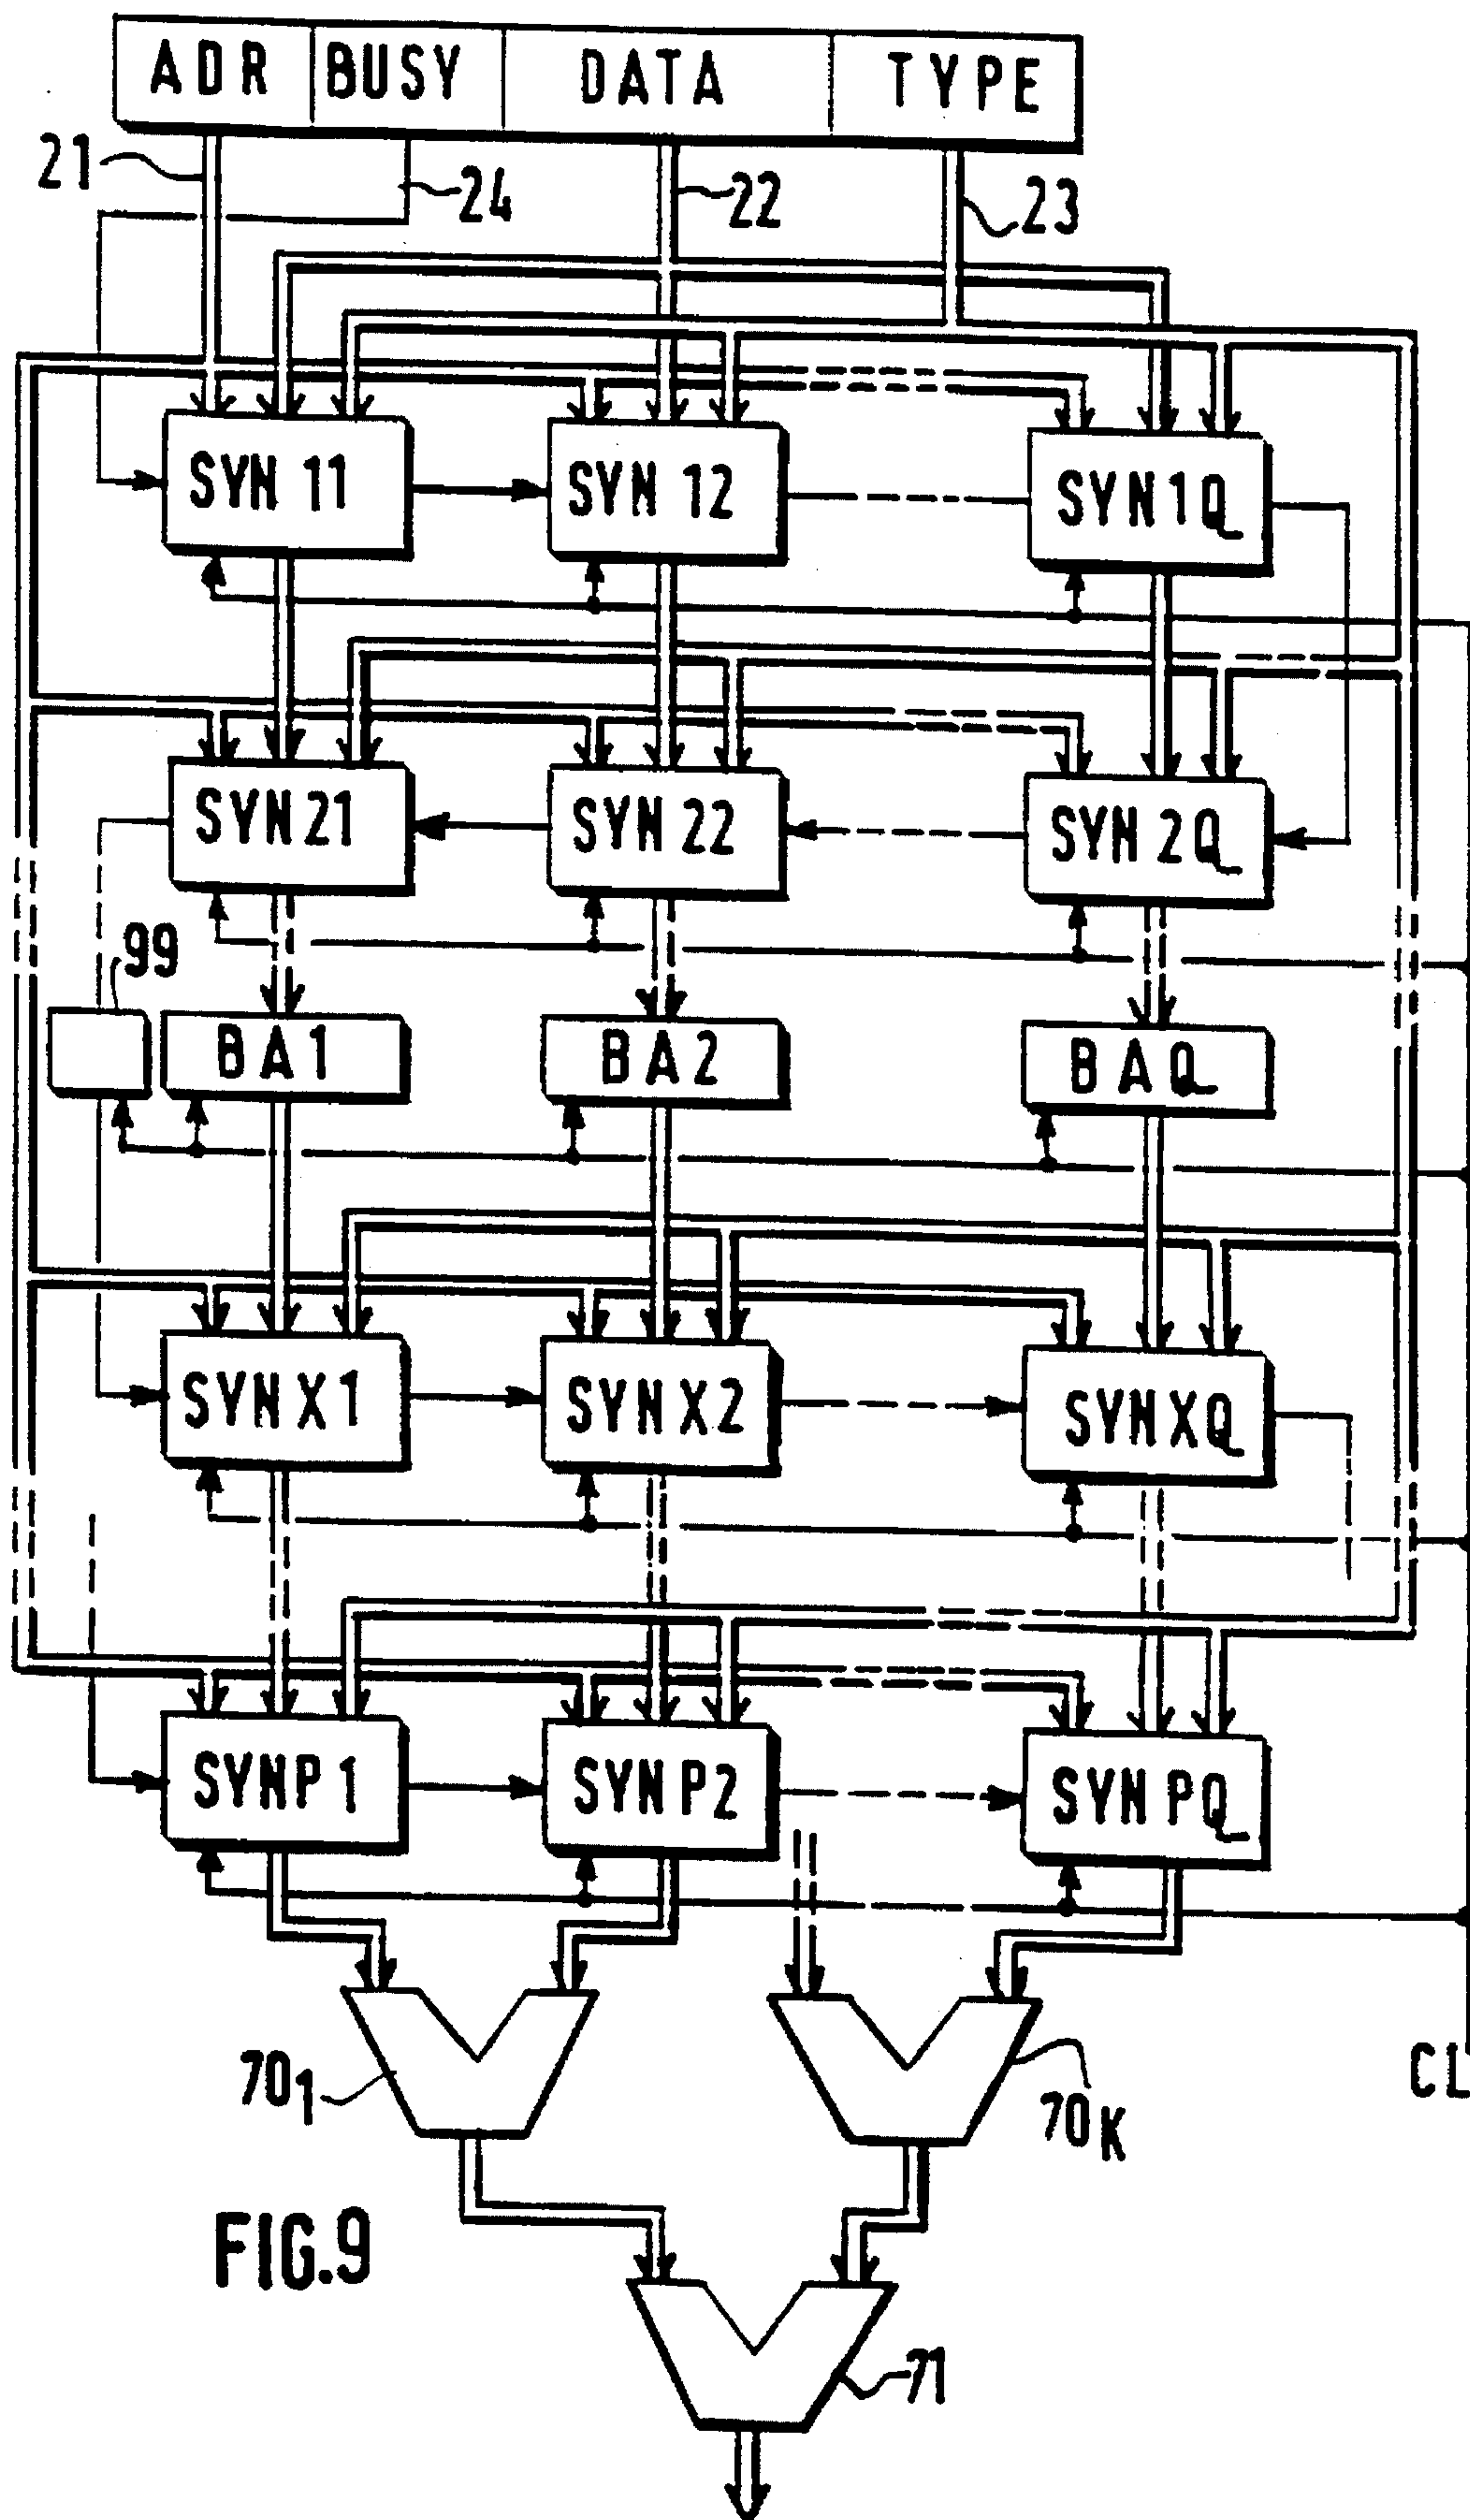 ADR BUSY DATA TYPE
21 24 22 23
SYN 11 SYN 12 SYN 1Q
SYN 21 SYN 22 SYN 2Q
99
BA1 BA2 BAQ
SYN X1 SYN X2 SYN XQ
SYN P1 SYN P2 SYN PQ
CL
701 70K
FIG.9
71